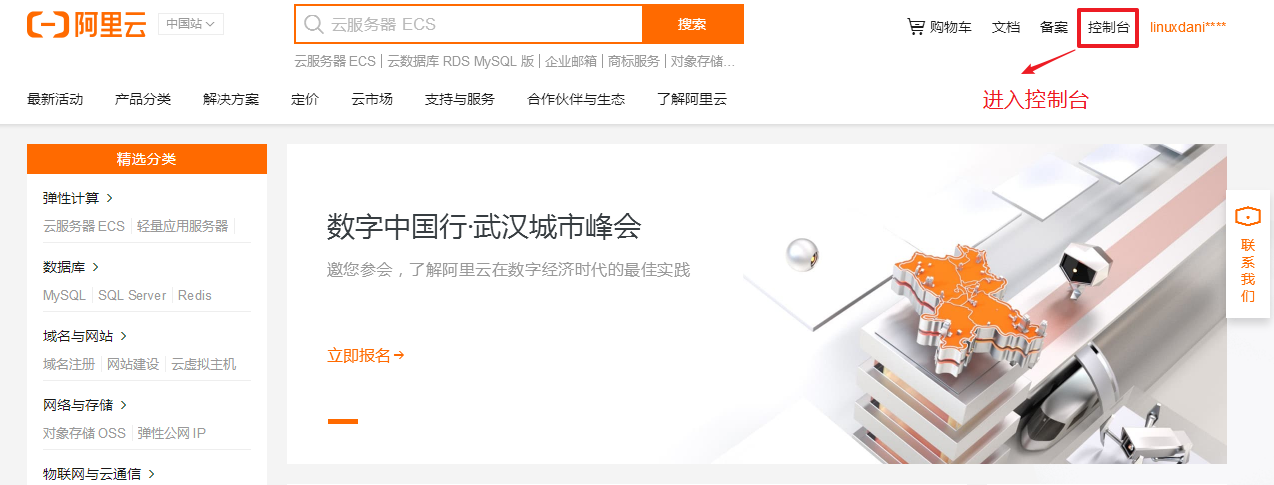 阿里云 中国站
云服务器 ECS 搜索
购物车 文档 备案 控制台 linuxdani****
云服务器 ECS | 云数据库 RDS MySQL 版 | 企业邮箱 | 商标服务 | 对象存储...
进入控制台
最新活动 产品分类 解决方案 定价 云市场 支持与服务 合作伙伴与生态 了解阿里云
精选分类
弹性计算 >
云服务器 ECS | 轻量应用服务器 |
数据库 >
MySQL | SQL Server | Redis
域名与网站 >
域名注册 | 网站建设 | 云虚拟主机
网络与存储 >
对象存储 OSS | 弹性公网 IP
物联网与云通信 >
数字中国行·武汉城市峰会
邀您参会，了解阿里云在数字经济时代的最佳实践
立即报名→
联
系
我
们